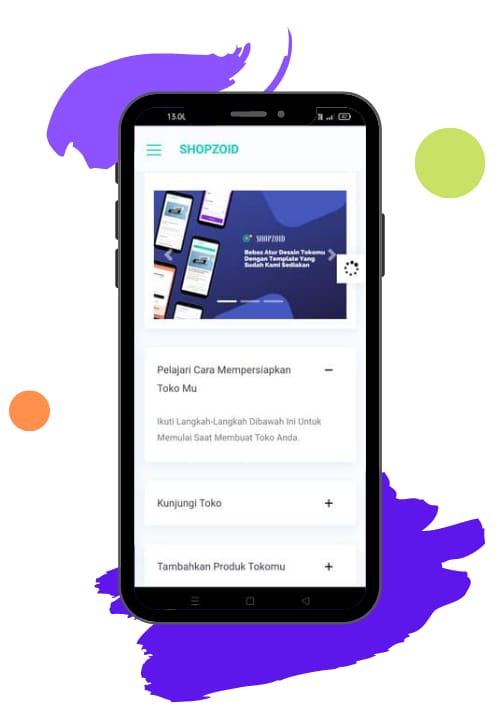 13.0
SHOPZOID
SHOPZOID
Bebas Atur Desain Tokomu
Dengan Template Yang
Sudah Kami Sediakan
Pelajari Cara Mempersiapkan
Toko Mu
Ikuti Langkah-Langkah Dibawah Ini Untuk
Memulai Saat Membuat Toko Anda.
Kunjungi Toko
Tambahkan Produk Tokomu